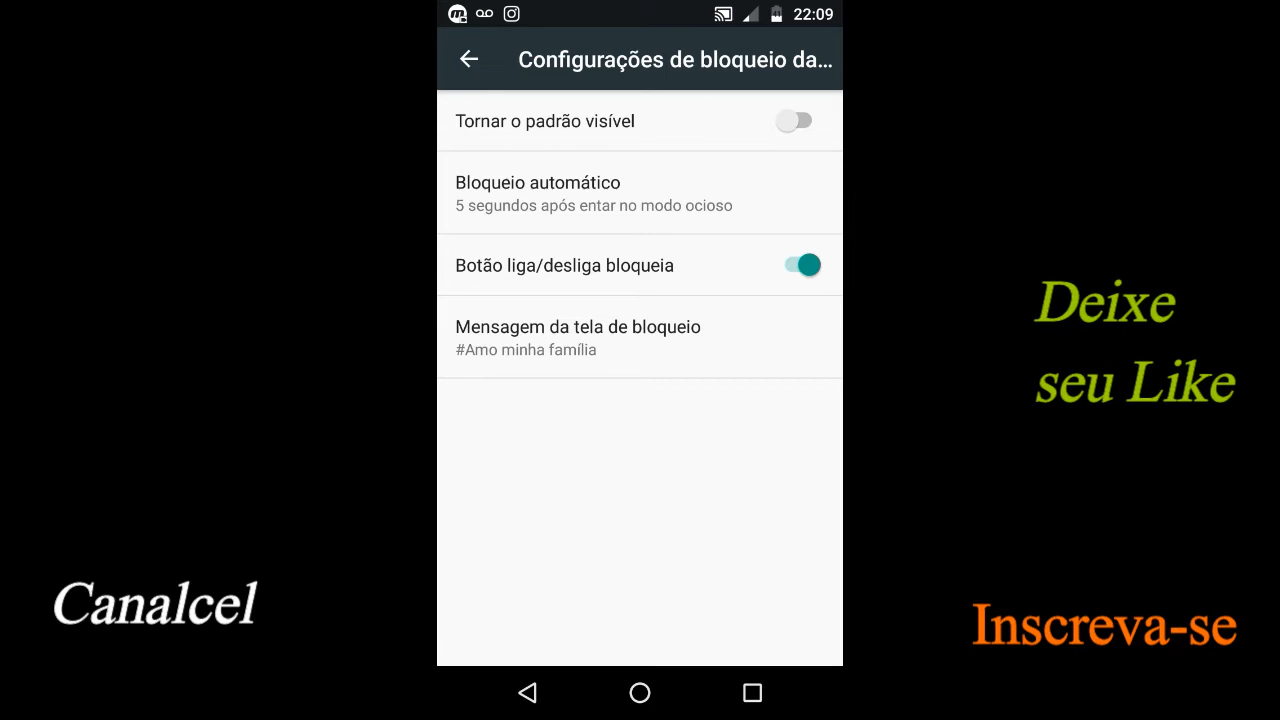 22:09
Configurações de bloqueio da...
Tornar o padrão visível
Bloqueio automático
5 segundos após entar no modo ocioso
Botão liga/desliga bloqueia
Mensagem da tela de bloqueio
#Amo minha família
Deixe
seu Like
Canalcel
Inscreva-se